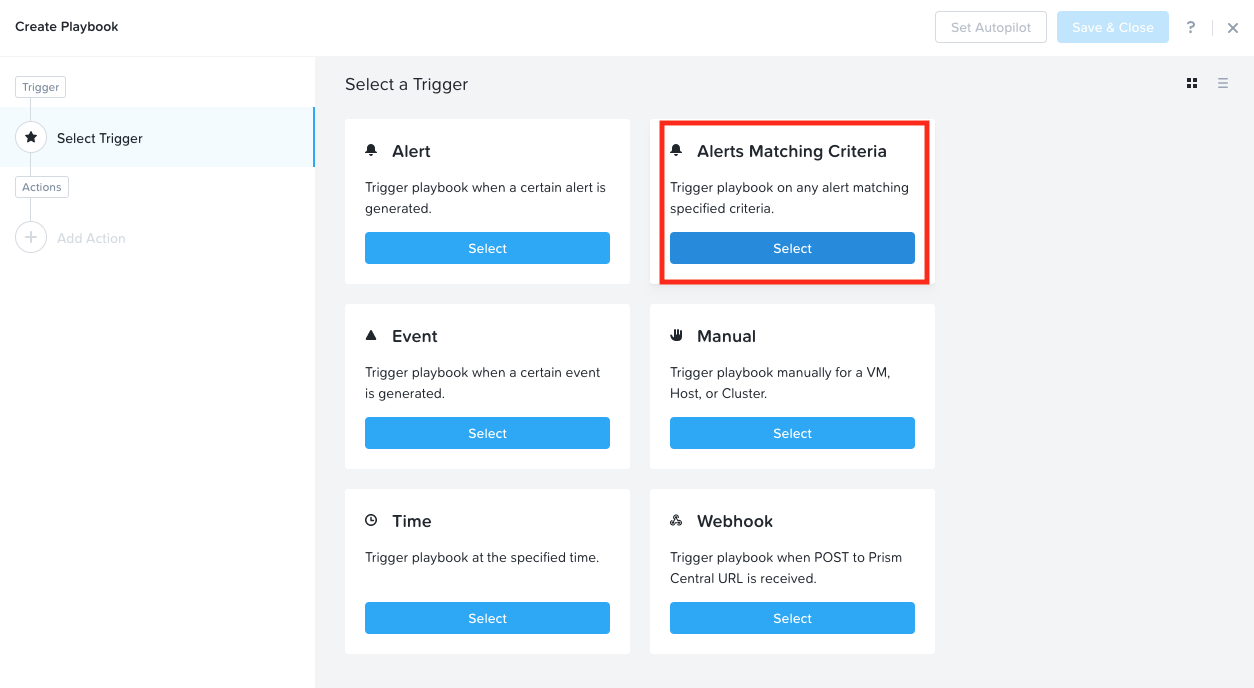 Create Playbook
Set Autopilot
Save & Close
?
Trigger
Select Trigger
Actions
Add Action
Select a Trigger
Alert
Trigger playbook when a certain alert is
generated.
Select
Alerts Matching Criteria
Trigger playbook on any alert matching
specified criteria.
Select
Event
Trigger playbook when a certain event
is generated.
Select
Manual
Trigger playbook manually for a VM,
Host, or Cluster.
Select
Time
Trigger playbook at the specified time.
Select
Webhook
Trigger playbook when POST to Prism
Central URL is received.
Select